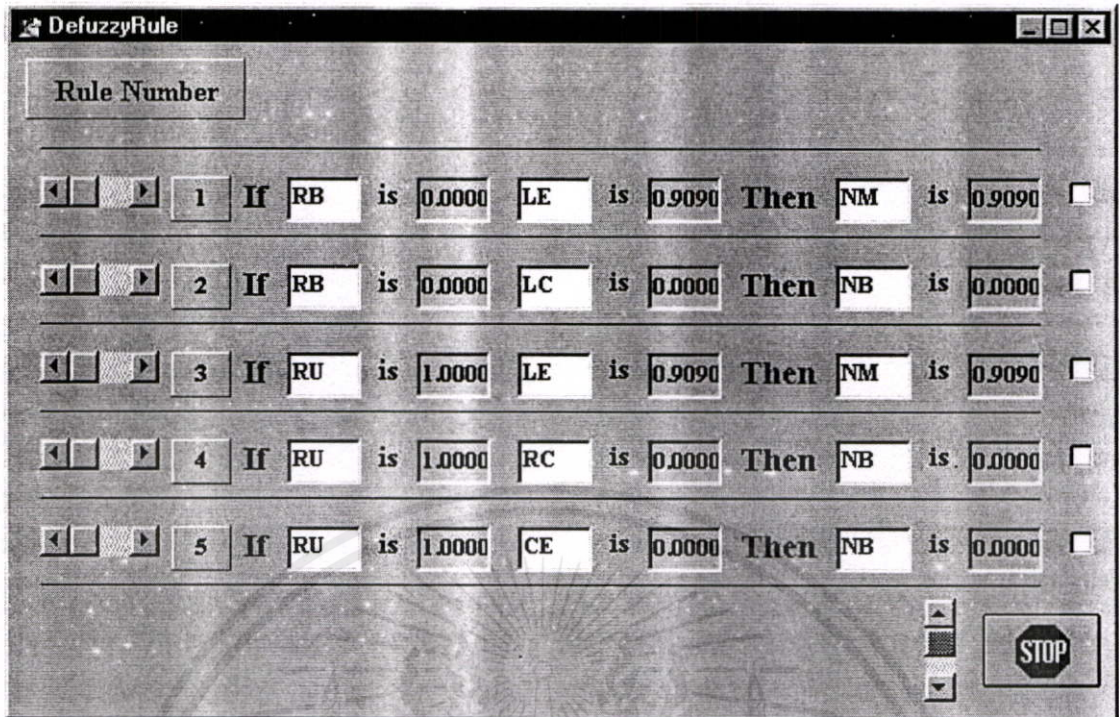 DefuzzyRule
Rule Number
1 If RB is 0.0000 LE is 0.9090 Then NM is 0.9090
2 If RB is 0.0000 LC is 0.0000 Then NB is 0.0000
3 If RU is 1.0000 LE is 0.9090 Then NM is 0.9090
4 If RU is 1.0000 RC is 0.0000 Then NB is 0.0000
5 If RU is 1.0000 CE is 0.0000 Then NB is 0.0000
STOP